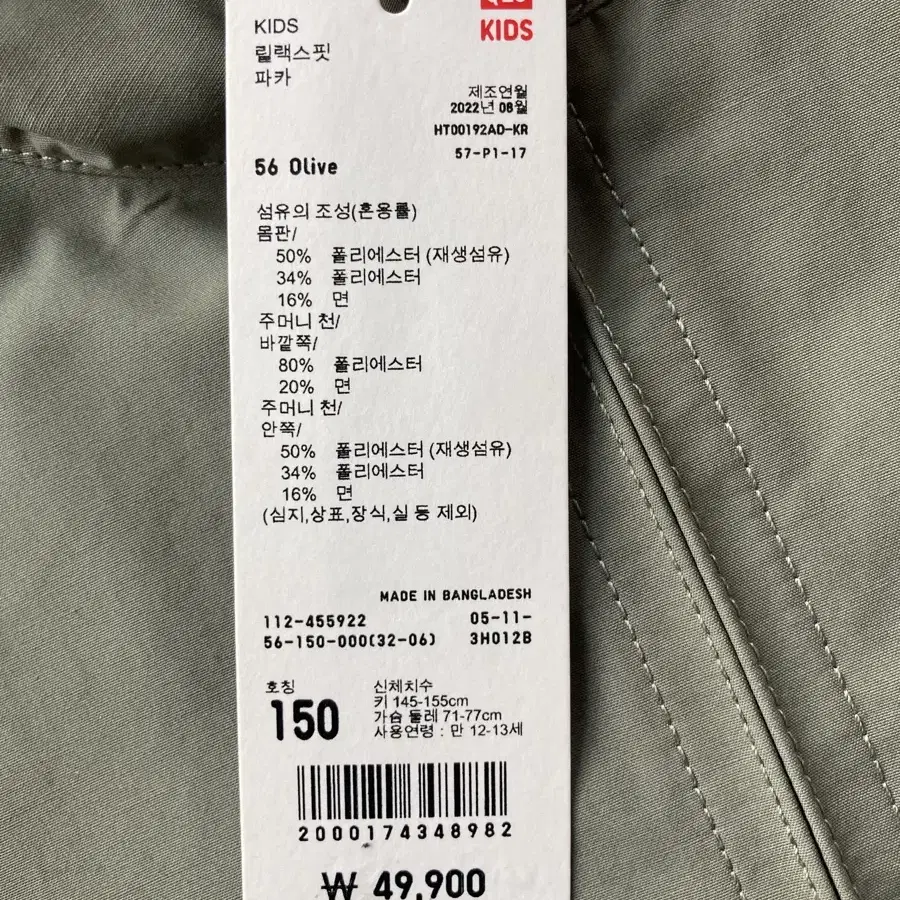 KIDS
릴랙스핏
파카
KIDS
제조연월
2022년 08월
HT00192AD-KR
57-P1-17
56 Olive
섬유의 조성(혼용률)
몸판/
50% 폴리에스터 (재생섬유)
34% 폴리에스터
16% 면
주머니 천/
바깥쪽/
80% 폴리에스터
20% 면
주머니 천/
안쪽/
50% 폴리에스터 (재생섬유)
34% 폴리에스터
16% 면
(심지,상표,장식,실 등 제외)
MADE IN BANGLADESH
112-455922 05-11-
56-150-000(32-06) 3H012B
호칭
150
신체치수
키 145-155cm
가슴 둘레 71-77cm
사용연령 : 만 12-13세
2000174348982
₩ 49,900